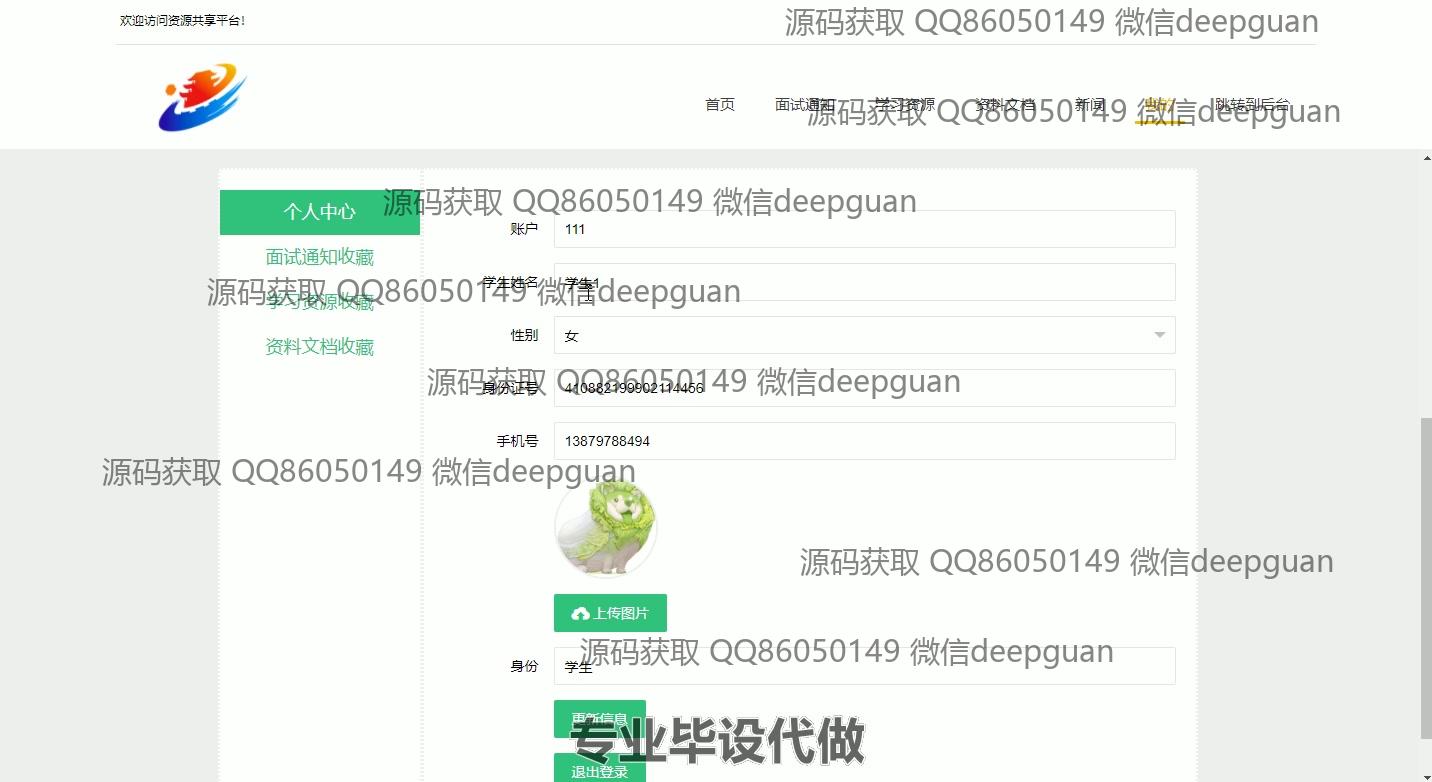 欢迎访问资源共享平台!
源码获取 QQ86050149 微信deepguan
首页 面试通知 学习资源 资料文档 新闻 我的 跳转到后台
源码获取 QQ86050149 微信deepguan
个人中心
源码获取 QQ86050149 微信deepguan
账户 111
面试通知收藏
学生姓名 学生1
源码获取 QQ86050149 微信deepguan
学习资源收藏
性别 女
资料文档收藏
身份证号 410882199902114456
源码获取 QQ86050149 微信deepguan
手机号 13879788494
源码获取 QQ86050149 微信deepguan
源码获取 QQ86050149 微信deepguan
上传图片
源码获取 QQ86050149 微信deepguan
身份 学生
更新信息
专业毕设代做
退出登录